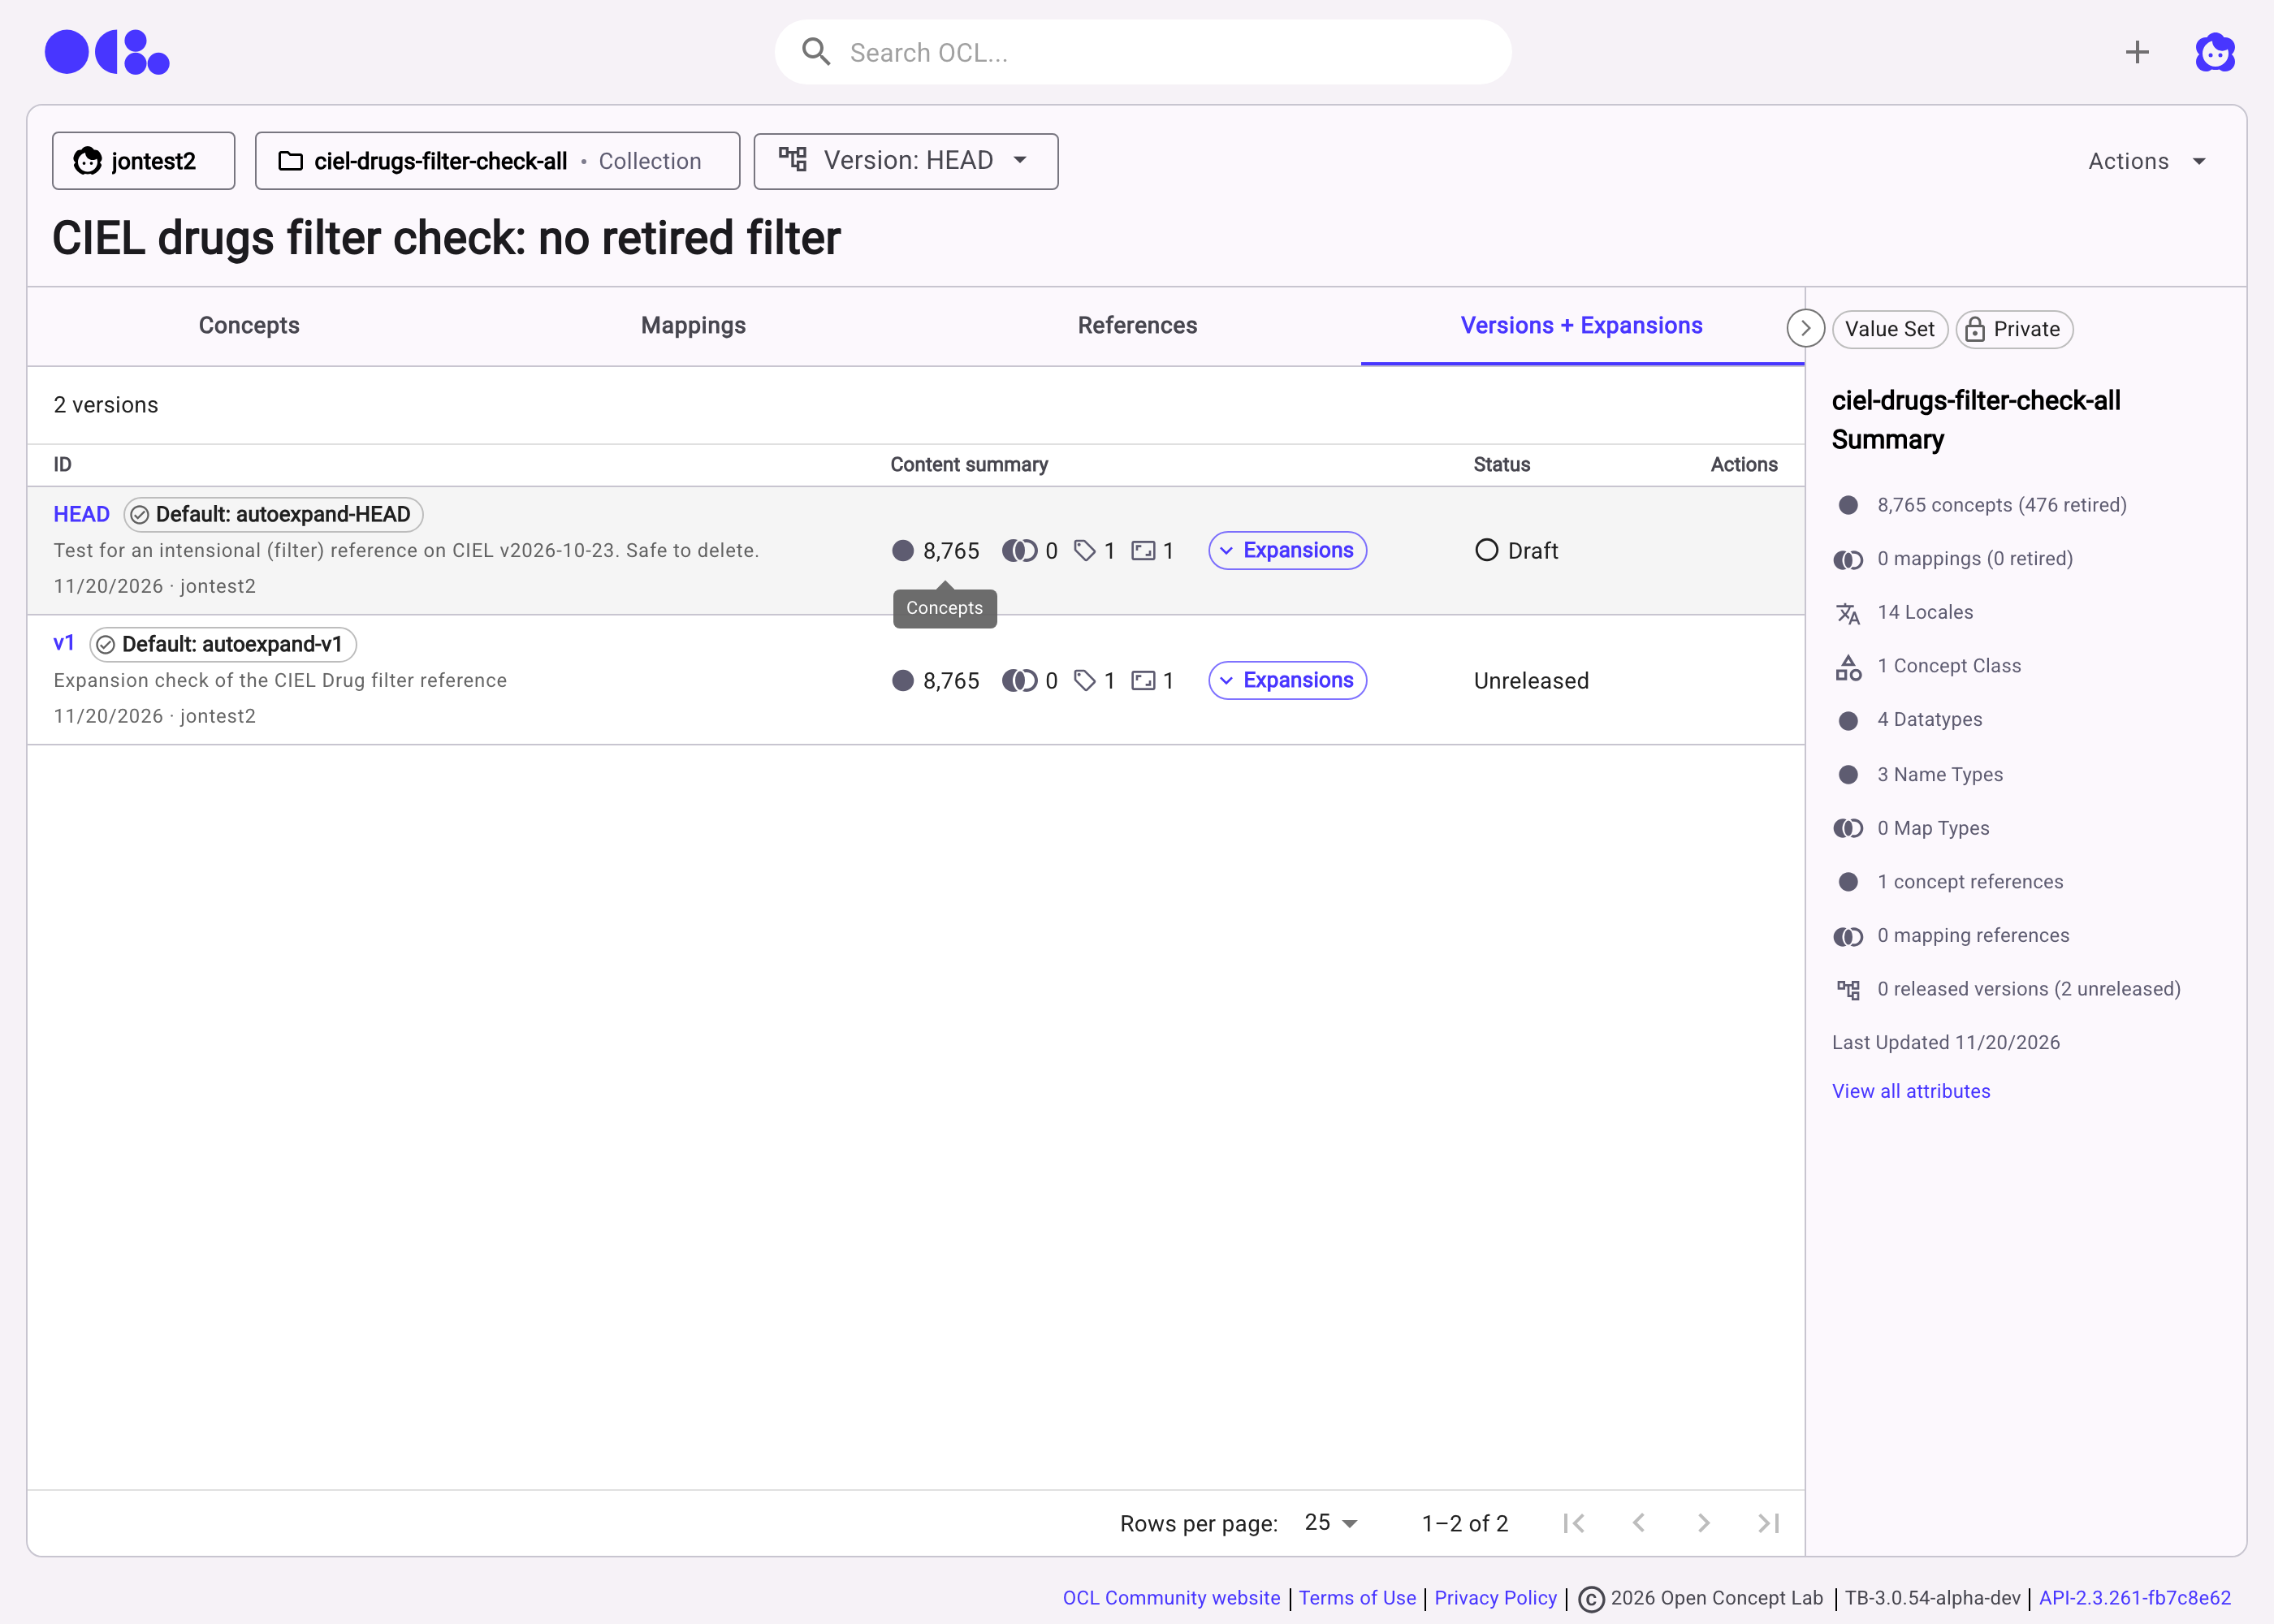 OCL
Search OCL...
jontest2
ciel-drugs-filter-check-all • Collection
Version: HEAD
Actions
CIEL drugs filter check: no retired filter
Concepts
Mappings
References
Versions + Expansions
2 versions
ID
Content summary
Status
Actions
HEAD Default: autoexpand-HEAD
Test for an intensional (filter) reference on CIEL v2026-10-23. Safe to delete.
11/20/2026 · jontest2
8,765 0 1 1 Expansions
Draft
Concepts
v1 Default: autoexpand-v1
Expansion check of the CIEL Drug filter reference
11/20/2026 · jontest2
8,765 0 1 1 Expansions
Unreleased
Rows per page: 25 1–2 of 2
Value Set
Private
ciel-drugs-filter-check-all
Summary
8,765 concepts (476 retired)
0 mappings (0 retired)
14 Locales
1 Concept Class
4 Datatypes
3 Name Types
0 Map Types
1 concept references
0 mapping references
0 released versions (2 unreleased)
Last Updated 11/20/2026
View all attributes
OCL Community website | Terms of Use | Privacy Policy | © 2026 Open Concept Lab | TB-3.0.54-alpha-dev | API-2.3.261-fb7c8e62